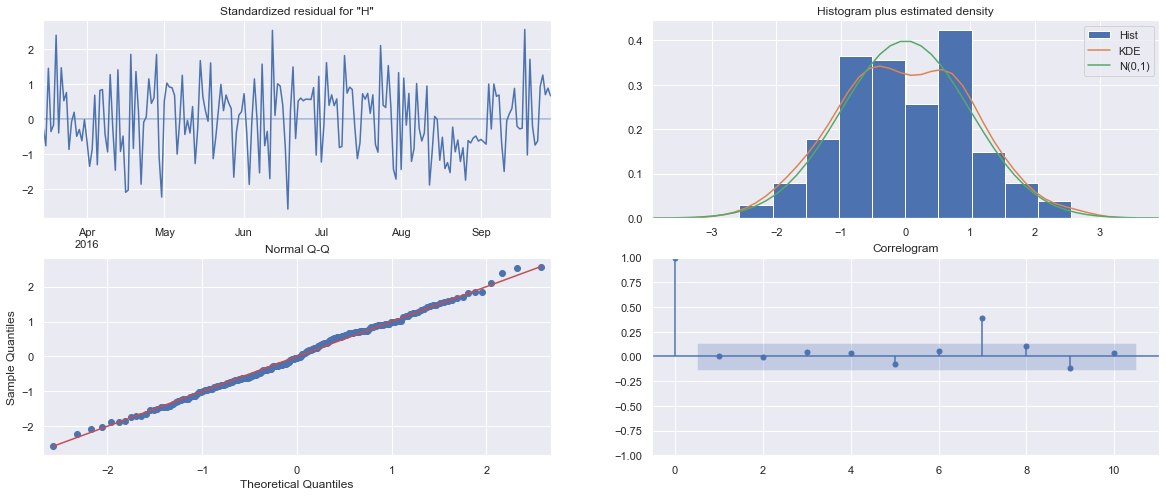 Standardized residual for "H"
2
1
0
−1
−2
Apr
2016
May
Jun
Jul
Aug
Sep
Histogram plus estimated density
0.4
0.3
0.2
0.1
0.0
Hist
KDE
N(0,1)
−3
−2
−1
0
1
2
3
Normal Q-Q
Sample Quantiles
2
1
0
−1
−2
−2
−1
0
1
2
Theoretical Quantiles
Correlogram
1.00
0.75
0.50
0.25
0.00
−0.25
−0.50
−0.75
−1.00
0
2
4
6
8
10